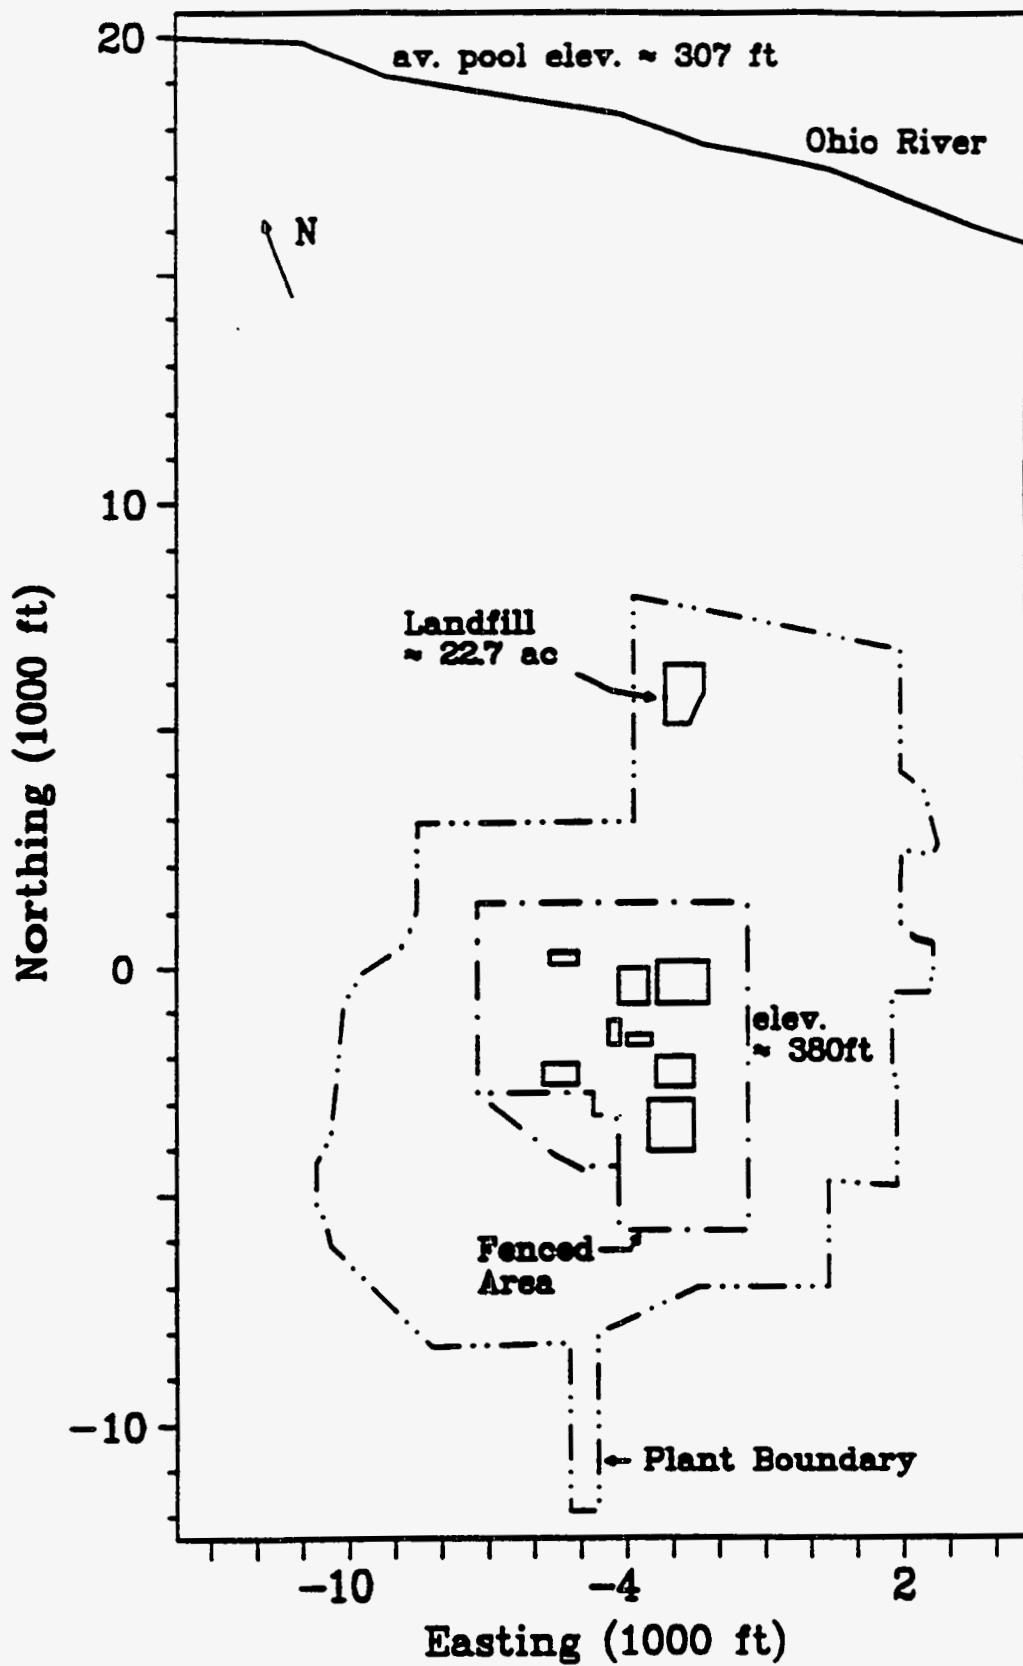 20
av. pool elev. ≈ 307 ft
Ohio River
N
10
Landfill
≈ 22.7 ac
Northing (1000 ft)
0
elev.
≈ 380ft
Fenced
Area
−10
Plant Boundary
−10
−4
2
Easting (1000 ft)